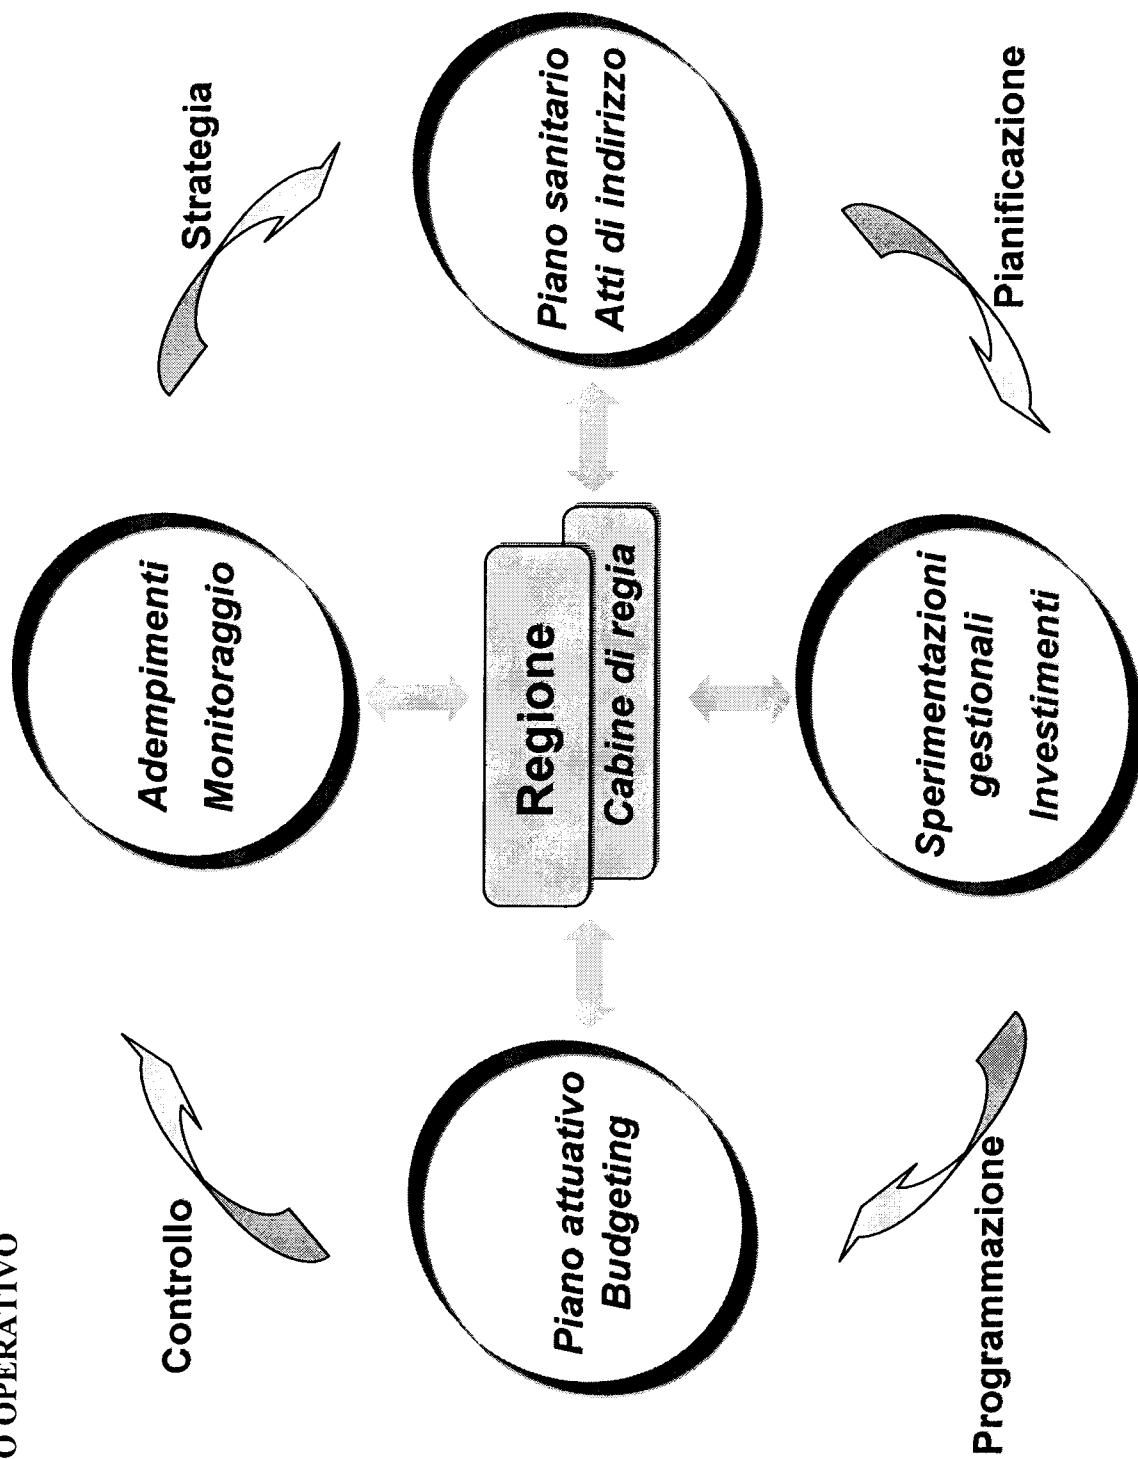 O OPERATIVO
Controllo
Strategia
Adempimenti
Monitoraggio
Piano attuativo
Budgeting
Regione
Cabine di regia
Piano sanitario
Atti di indirizzo
Sperimentazioni
gestionali
Investimenti
Programmazione
Pianificazione